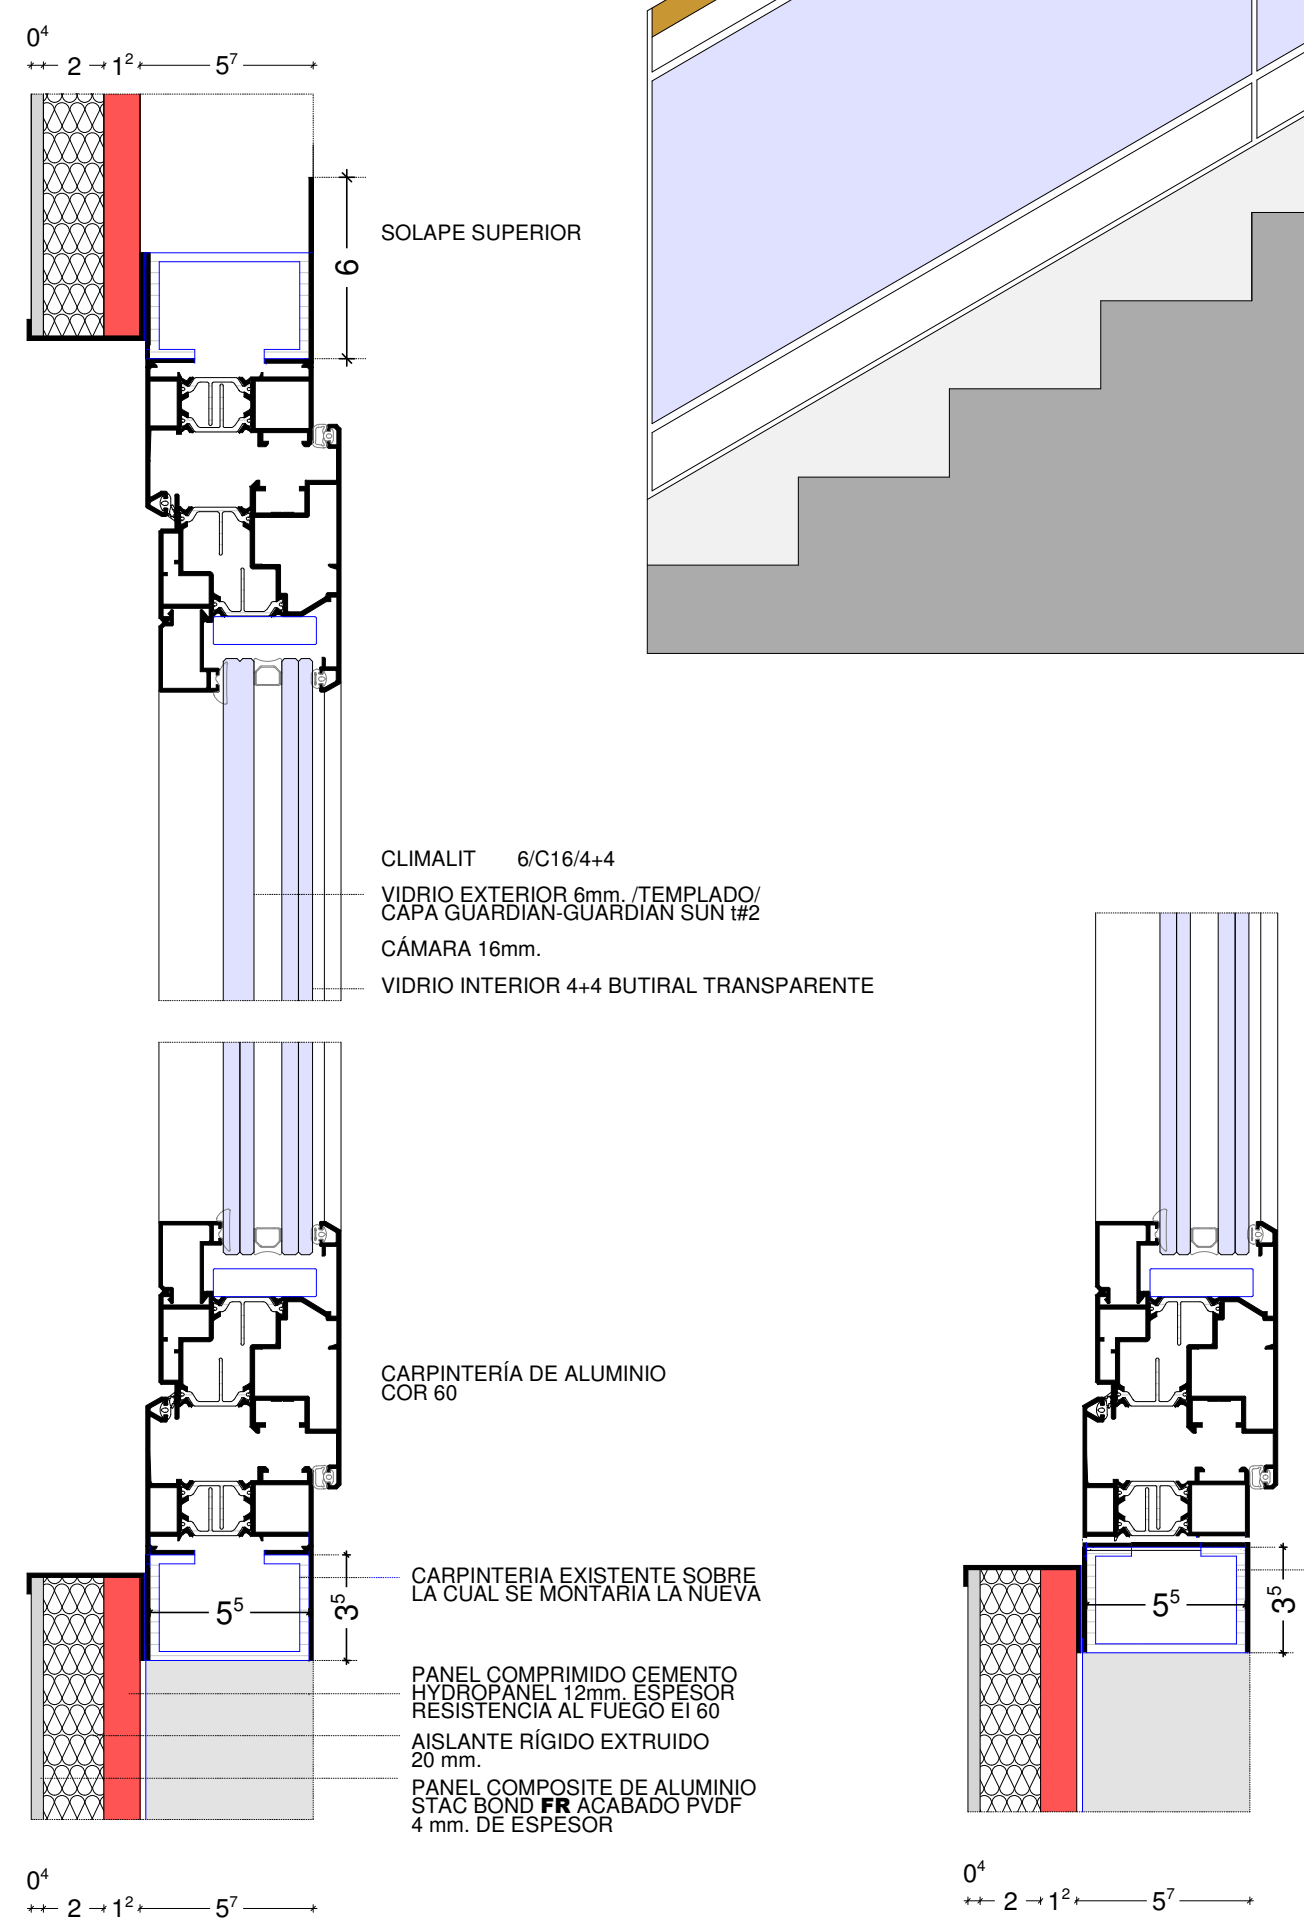 0⁴
2 1² 5⁷
SOLAPE SUPERIOR
6
CLIMALIT 6/C16/4+4
VIDRIO EXTERIOR 6mm. /TEMPLADO/
CAPA GUARDIAN-GUARDIAN SUN t#2
CÁMARA 16mm.
VIDRIO INTERIOR 4+4 BUTIRAL TRANSPARENTE
CARPINTERÍA DE ALUMINIO
COR 60
CARPINTERIA EXISTENTE SOBRE
LA CUAL SE MONTARIA LA NUEVA
5⁵
3⁵
PANEL COMPRIMIDO CEMENTO
HYDROPANEL 12mm. ESPESOR
RESISTENCIA AL FUEGO EI 60
AISLANTE RÍGIDO EXTRUIDO
20 mm.
PANEL COMPOSITE DE ALUMINIO
STAC BOND FR ACABADO PVDF
4 mm. DE ESPESOR
0⁴
2 1² 5⁷
5⁵
3⁵
0⁴
2 1² 5⁷